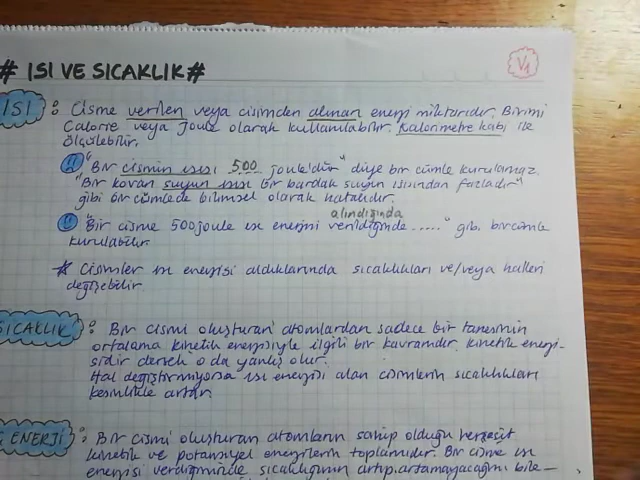 # ISI VE SICAKLIK#
V1
ISI : Cisme verilen veya cisimden alınan enerji miktarıdır. Birimi
Calorie veya Joule olarak kullanılabilir. Kalorimetre kabı ile
ölçülebilir.
"Bir cismin ısısı 500 jouleldür" diye bir cümle kurulamaz.
"Bir kovan suyun ısısı bir bardak suyun ısısından fazladır"
gibi bir cümlede bilimsel olarak hatalıdır.
alındığında
"Bir cisme 500 joule ısı enerjisi verildiğinde ....." gibi bir cümle
kurulabilir.
* Cisimler ısı enerjisi aldıklarında sıcaklıkları ve/veya halleri
değişebilir.
SICAKLIK : Bir cismi oluşturan atomlardan sadece bir tanesinin
ortalama kinetik enerjisiyle ilgili bir kavramdır. Kinetik enerji-
sidir dersek o da yanlış olur.
Hal değiştirmiyorsa ısı enerjisi alan cisimlerin sıcaklıkları
kesinlikle artar.
ENERJİ : Bir cismi oluşturan atomların sahip olduğu herçeşit
kinetik ve potansiyel enerjilerin toplamıdır. Bir cisme ısı
enerjisi verdiğimizde sıcaklığının artıp artamayacağını bile-